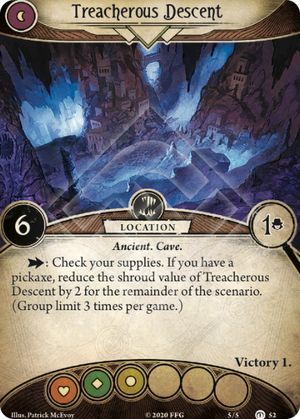 Treacherous Descent
6
LOCATION
1
Ancient. Cave.
: Check your supplies. If you have a
pickaxe, reduce the shroud value of Treacherous
Descent by 2 for the remainder of the scenario.
(Group limit 3 times per game.)
Victory 1.
Illus. Patrick McEvoy
© 2020 FFG
5/5
52